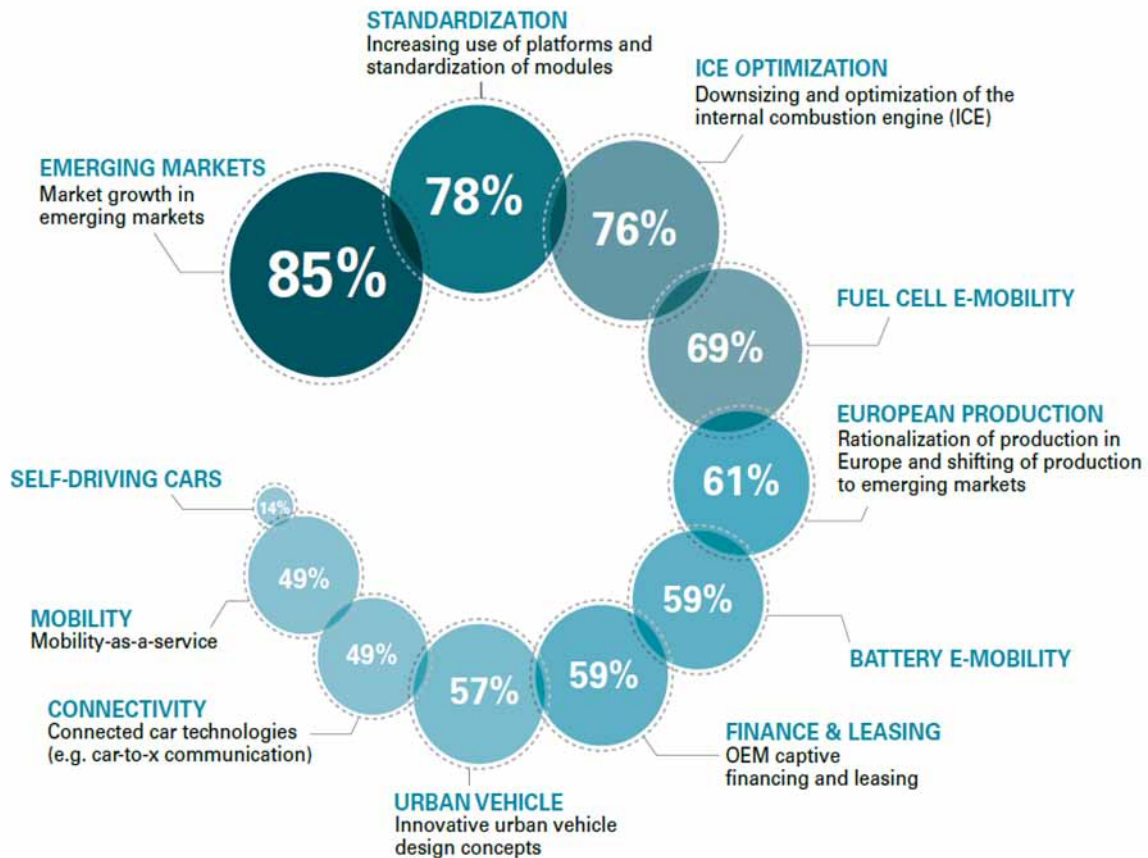 STANDARDIZATION
Increasing use of platforms and
standardization of modules
ICE OPTIMIZATION
Downsizing and optimization of the
internal combustion engine (ICE)
EMERGING MARKETS
Market growth in
emerging markets
85%
78%
76%
69%
FUEL CELL E-MOBILITY
61%
EUROPEAN PRODUCTION
Rationalization of production in
Europe and shifting of production
to emerging markets
59%
BATTERY E-MOBILITY
59%
FINANCE & LEASING
OEM captive
financing and leasing
57%
URBAN VEHICLE
Innovative urban vehicle
design concepts
49%
CONNECTIVITY
Connected car technologies
(e.g. car-to-x communication)
49%
MOBILITY
Mobility-as-a-service
14%
SELF-DRIVING CARS